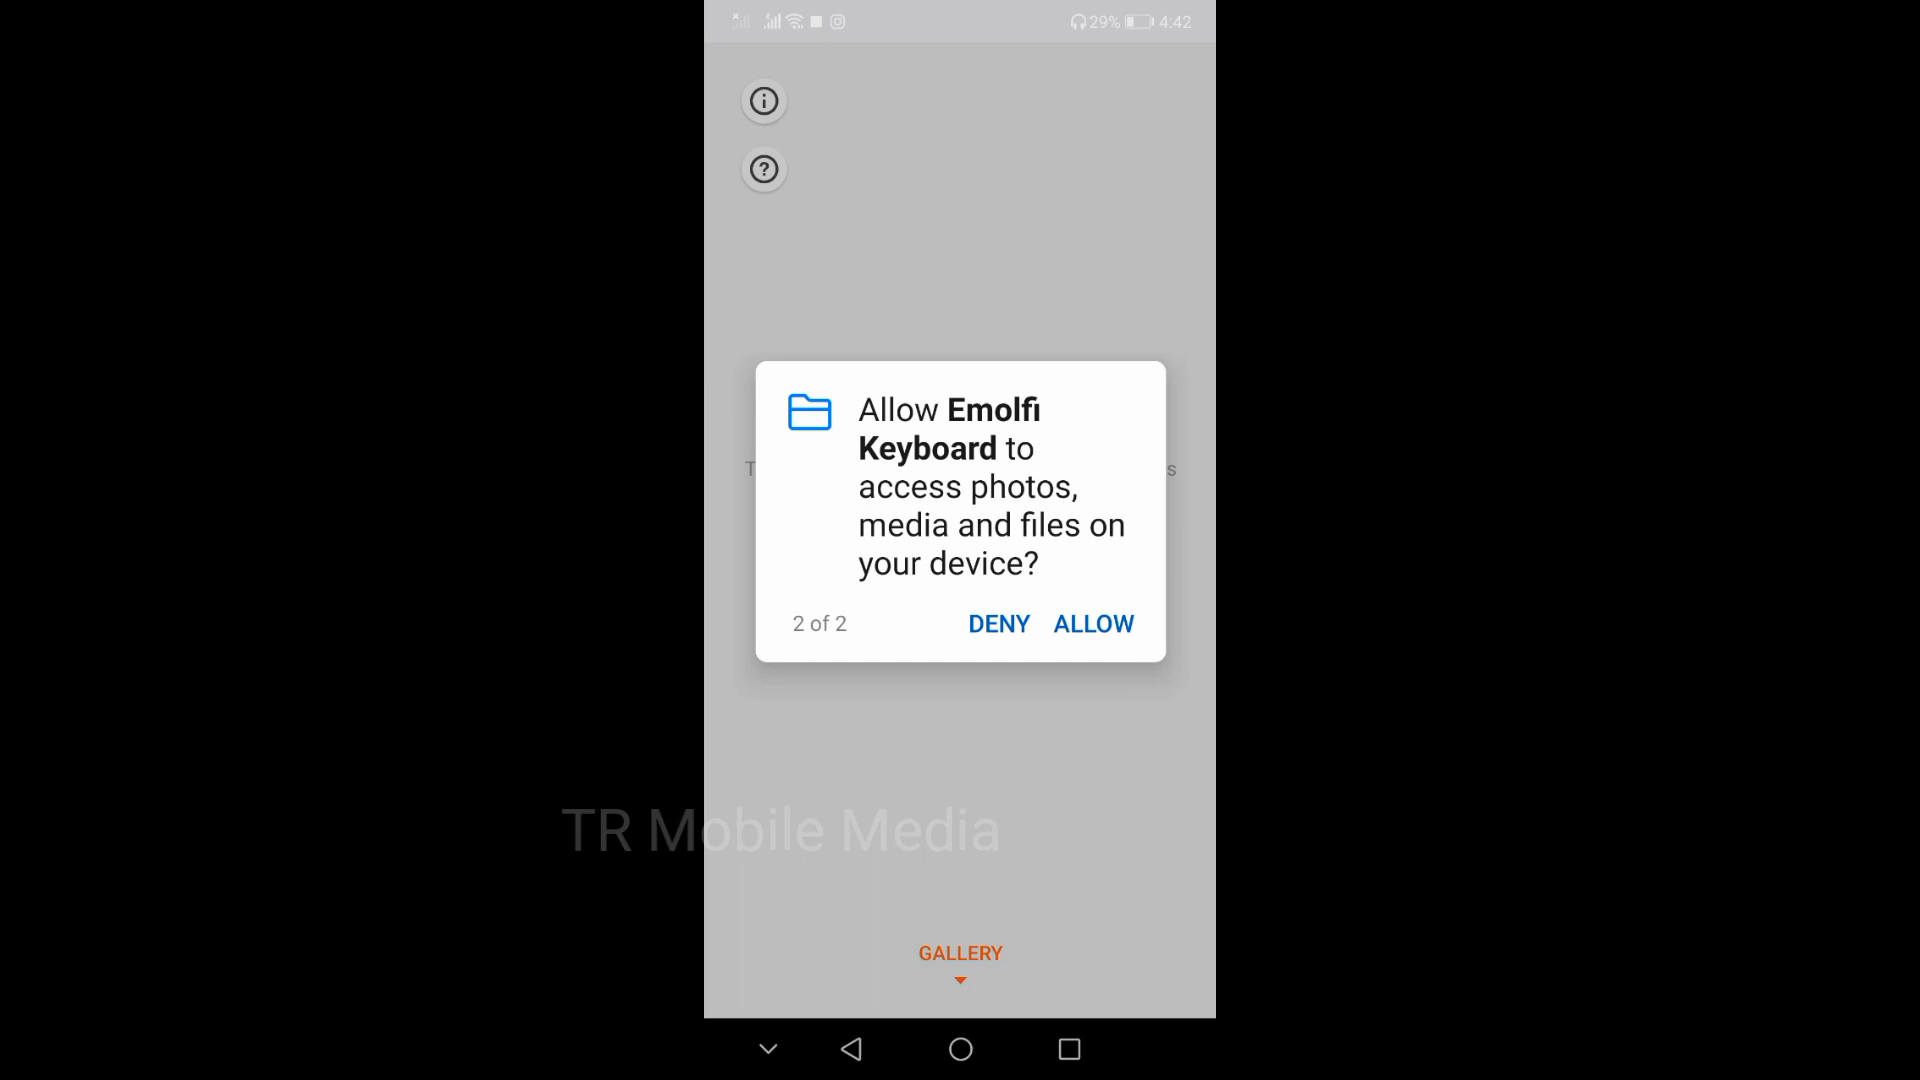 29% 4:42
Allow Emolfi
Keyboard to
access photos,
media and files on
your device?
2 of 2 DENY ALLOW
TR Mobile Media
GALLERY